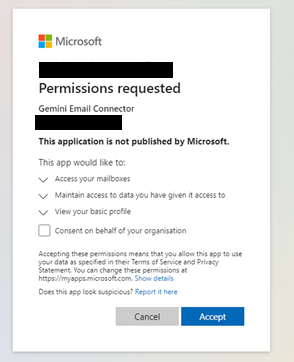 Microsoft
Permissions requested
Gemini Email Connector
This application is not published by Microsoft.
This app would like to:
Access your mailboxes
Maintain access to data you have given it access to
View your basic profile
Consent on behalf of your organisation
Accepting these permissions means that you allow this app to use
your data as specified in their Terms of Service and Privacy
Statement. You can change these permissions at
https://myapps.microsoft.com. Show details
Does this app look suspicious? Report it here
Cancel Accept